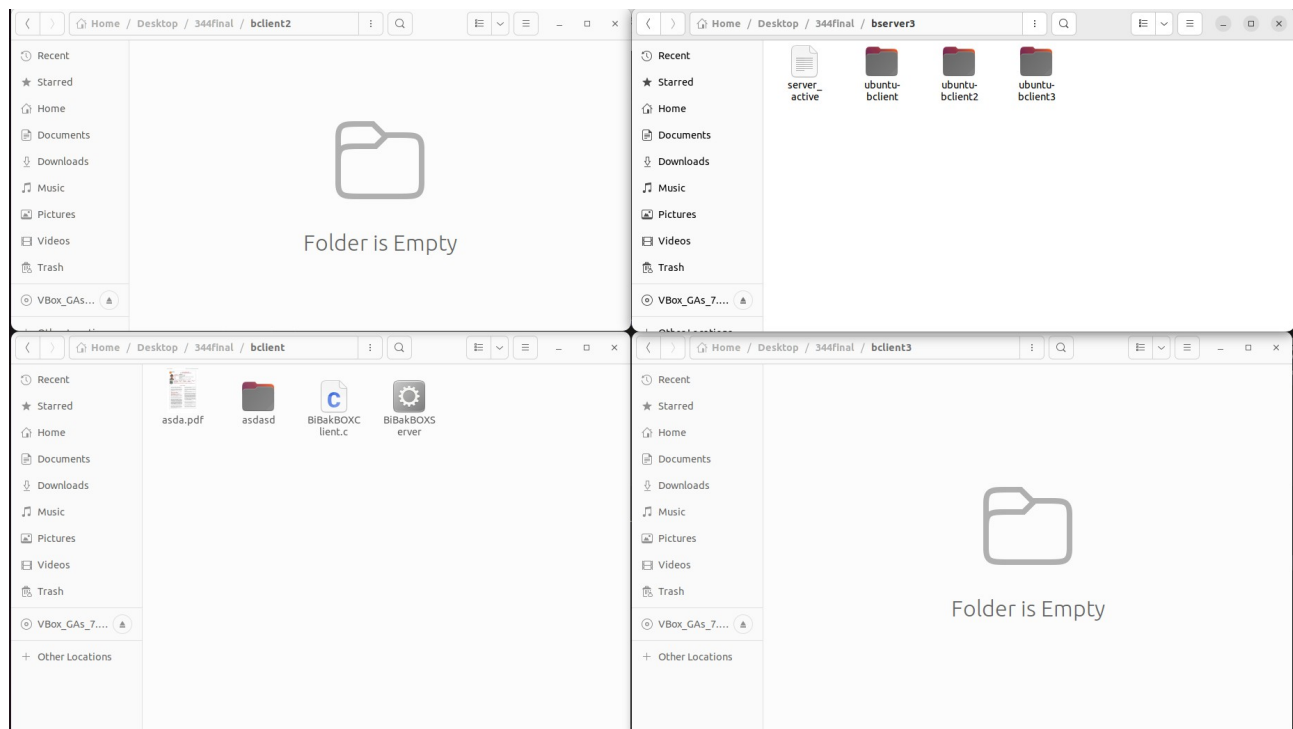 Home / Desktop / 344final / bclient2
Recent
Starred
Home
Documents
Downloads
Music
Pictures
Videos
Trash
VBox_GAs...
Folder is Empty
Home / Desktop / 344final / bserver3
Recent
Starred
Home
Documents
Downloads
Music
Pictures
Videos
Trash
VBox_GAs_7....
Other Locations
server_
active
ubuntu-
bclient
ubuntu-
bclient2
ubuntu-
bclient3
Home / Desktop / 344final / bclient
Recent
Starred
Home
Documents
Downloads
Music
Pictures
Videos
Trash
VBox_GAs_7....
+ Other Locations
asda.pdf
asdasd
BiBakBOXC
lient.c
BiBakBOXS
erver
Home / Desktop / 344final / bclient3
Recent
Starred
Home
Documents
Downloads
Music
Pictures
Videos
Trash
VBox_GAs_7....
+ Other Locations
Folder is Empty